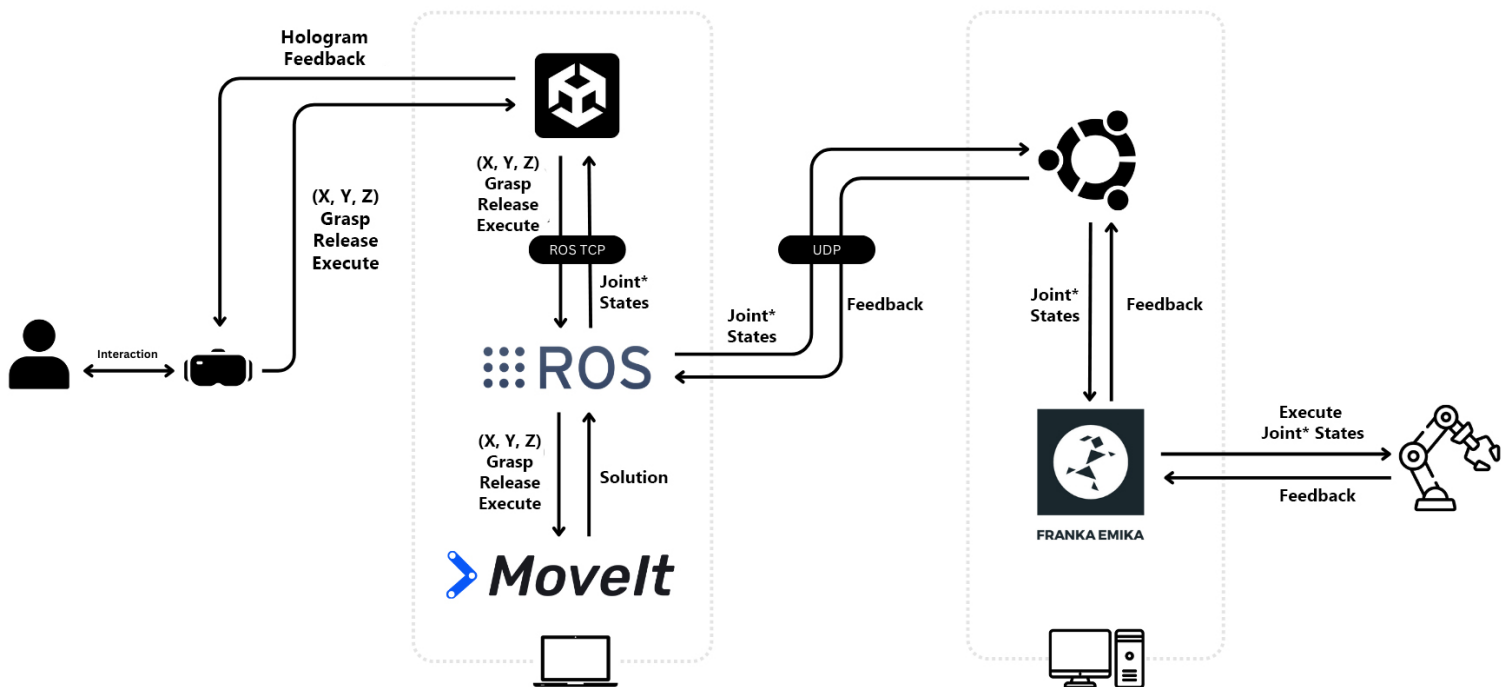 Hologram
Feedback
(X, Y, Z)
Grasp
Release
Execute
Interaction
(X, Y, Z)
Grasp
Release
Execute
ROS TCP
Joint*
States
ROS
(X, Y, Z)
Grasp
Release
Execute
Solution
MoveIt
Joint*
States
UDP
Feedback
Joint*
States
Feedback
FRANKA EMIKA
Execute
Joint* States
Feedback